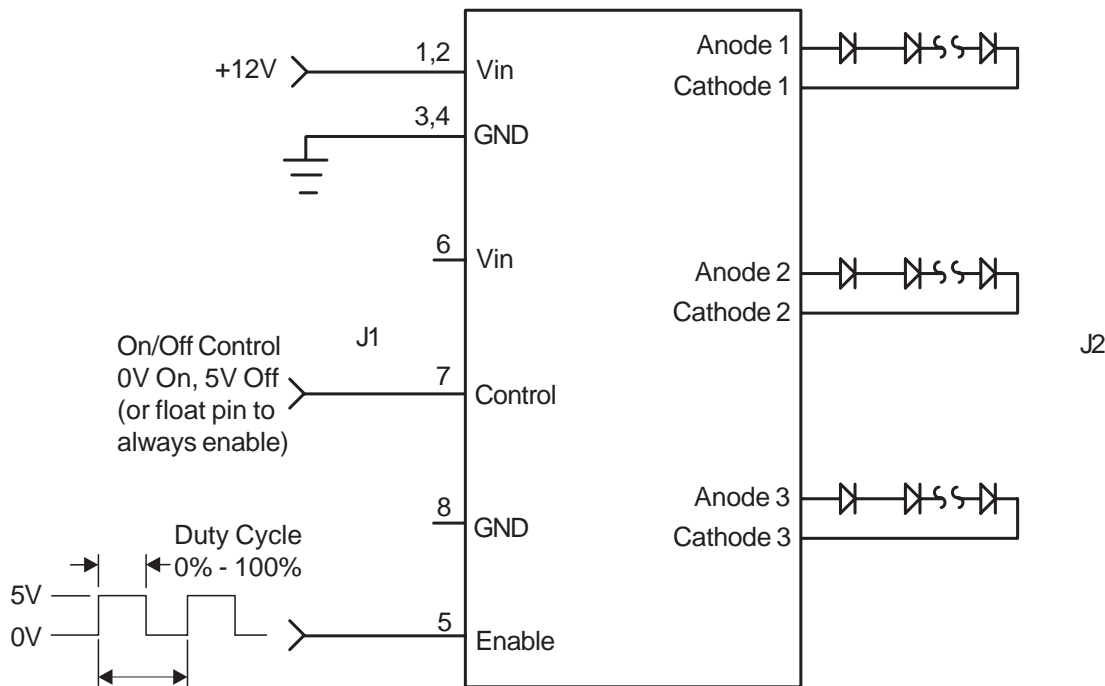 +12V
1,2
Vin
3,4
GND
6
Vin
J1
On/Off Control
0V On, 5V Off
(or float pin to
always enable)
7
Control
8
GND
Duty Cycle
0% - 100%
5V
0V
5
Enable
Anode 1
Cathode 1
Anode 2
Cathode 2
J2
Anode 3
Cathode 3